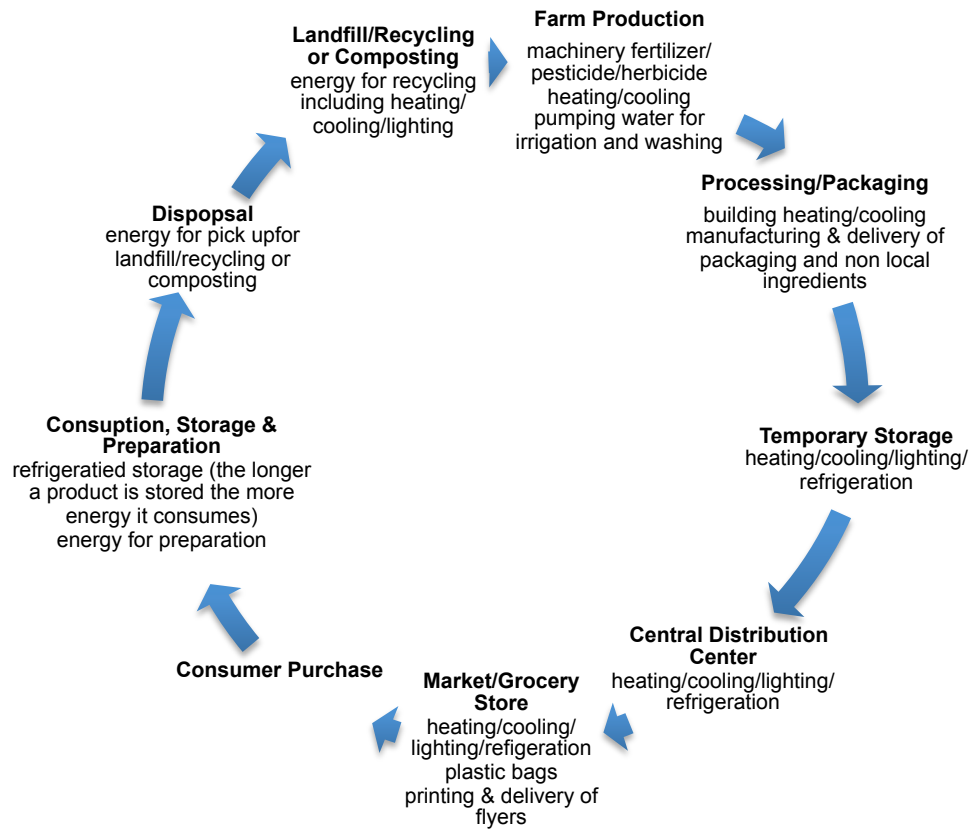 Farm Production
machinery fertilizer/
pesticide/herbicide
heating/cooling
pumping water for
irrigation and washing
Processing/Packaging
building heating/cooling
manufacturing & delivery of
packaging and non local
ingredients
Temporary Storage
heating/cooling/lighting/
refrigeration
Central Distribution
Center
heating/cooling/lighting/
refrigeration
Market/Grocery
Store
heating/cooling/
lighting/refigeration
plastic bags
printing & delivery of
flyers
Consumer Purchase
Consuption, Storage &
Preparation
refrigeratied storage (the longer
a product is stored the more
energy it consumes)
energy for preparation
Dispopsal
energy for pick upfor
landfill/recycling or
composting
Landfill/Recycling
or Composting
energy for recycling
including heating/
cooling/lighting